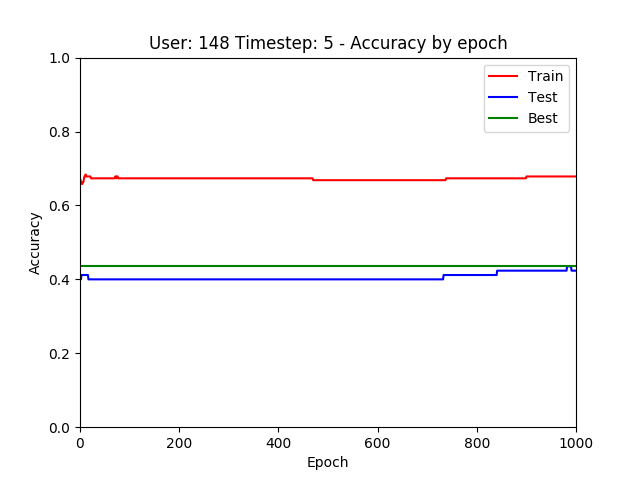 User: 148 Timestep: 5 - Accuracy by epoch
1.0
0.8
0.6
0.4
0.2
0.0
Accuracy
Train
Test
Best
0 200 400 600 800 1000
Epoch